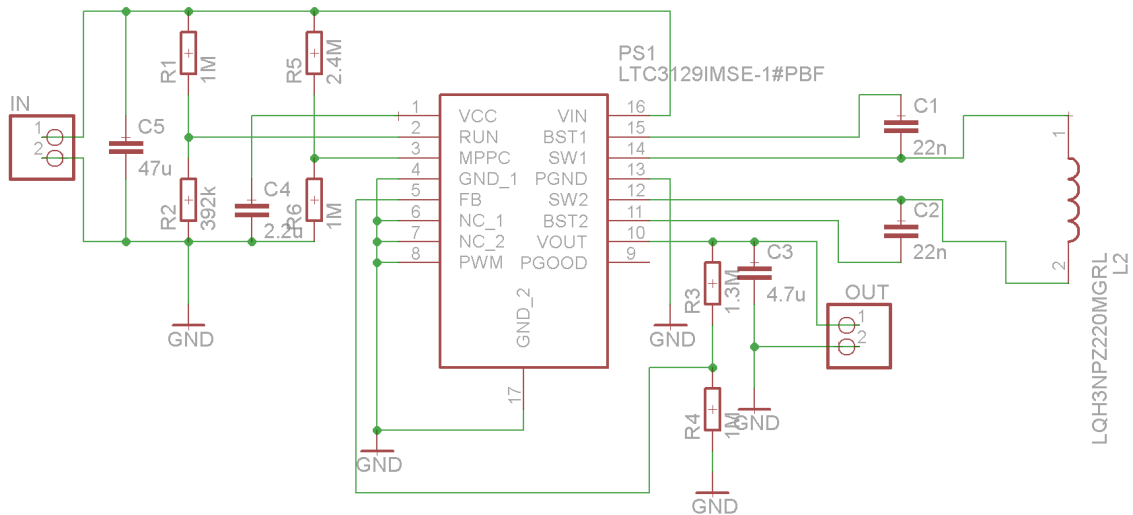 IN
1
2
C5
47u
R1
1M
R2
392k
C4
2.2u
R5
2.4M
R6
1M
GND
PS1
LTC3129IMSE-1#PBF
1
VCC
2
RUN
3
MPPC
4
GND_1
5
FB
6
NC_1
7
NC_2
8
PWM
VIN
16
BST1
15
SW1
14
PGND
13
SW2
12
BST2
11
VOUT
10
PGOOD
9
GND_2
17
GND
GND
C1
22n
C2
22n
1
2
LQH3NPZ220MGRL
L2
R3
1.3M
C3
4.7u
R4
1M
GND
GND
OUT
1
2